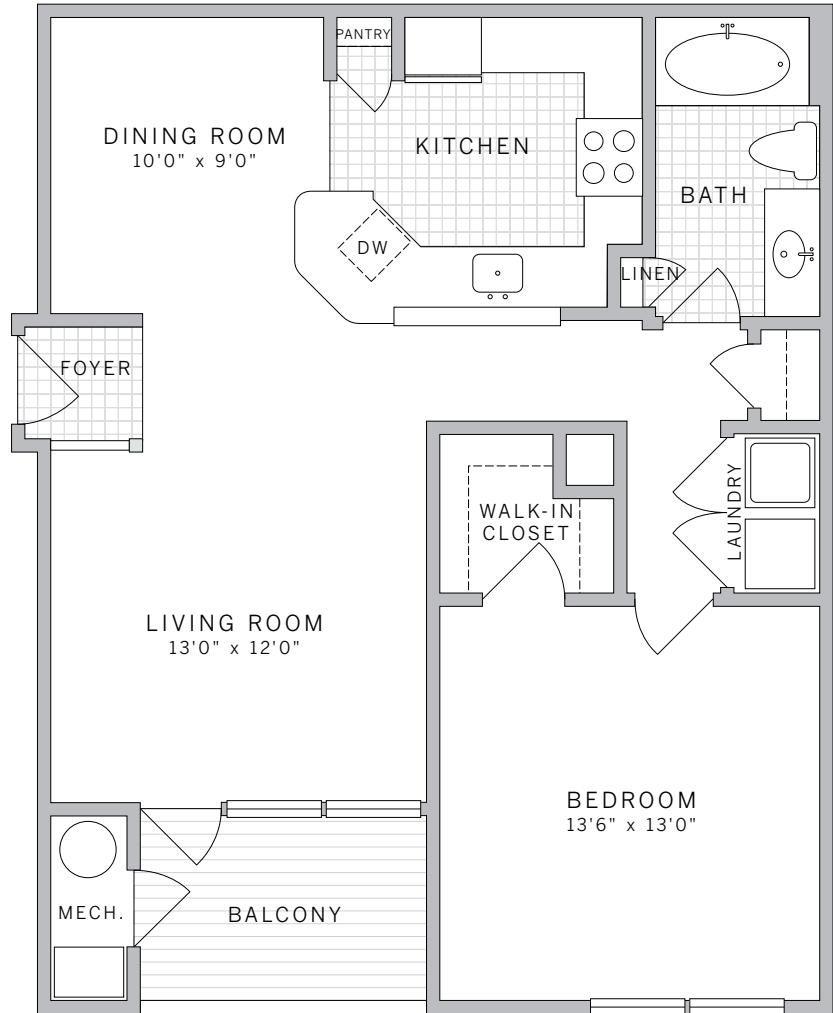 PANTRY
DINING ROOM
10'0" x 9'0"
KITCHEN
BATH
DW
LINEN
FOYER
LAUNDRY
WALK-IN
CLOSET
LIVING ROOM
13'0" x 12'0"
BEDROOM
13'6" x 13'0"
MECH.
BALCONY